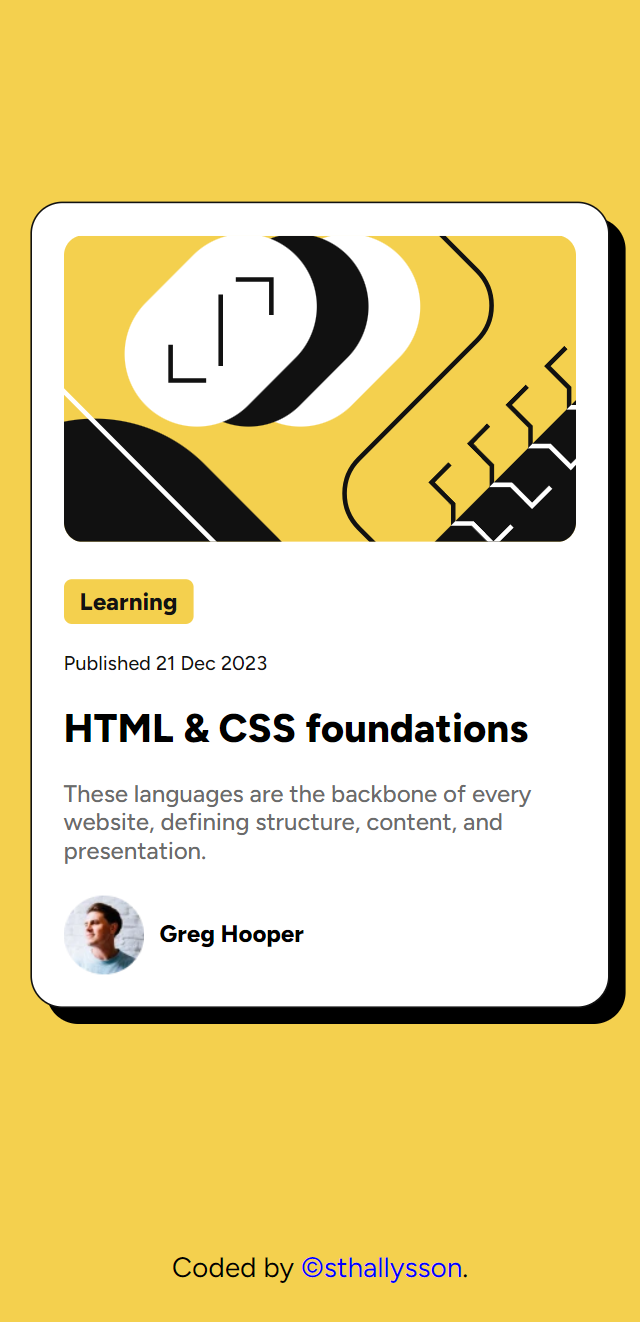 Learning
Published 21 Dec 2023
HTML & CSS foundations
These languages are the backbone of every
website, defining structure, content, and
presentation.
Greg Hooper
Coded by ©sthallysson.